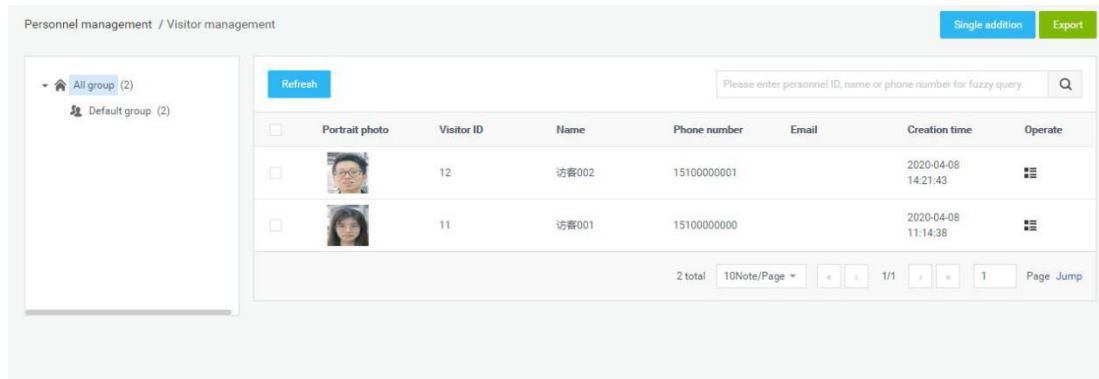 Personnel management / Visitor management
Single addition
Export
All group (2)
Default group (2)
Refresh
Please enter personnel ID, name or phone number for fuzzy query.
Portrait photo Visitor ID Name Phone number Email Creation time Operate
12 访客002 15100000001 2020-04-08
14:21:43
11 访客001 15100000000 2020-04-08
11:14:38
2 total 10Note/Page « ‹ 1/1 › » 1 Page Jump